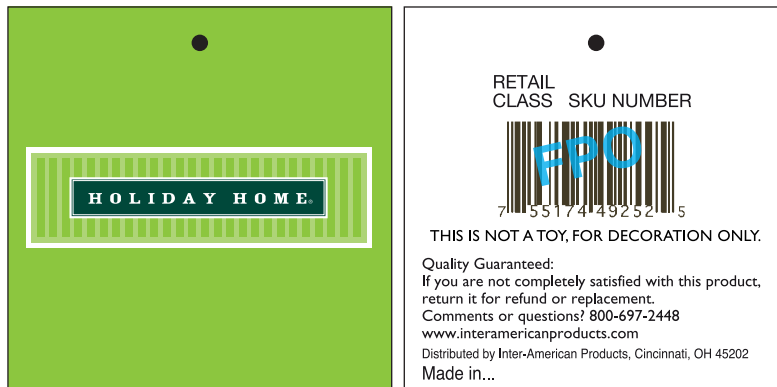 HOLIDAY HOME®
RETAIL
CLASS SKU NUMBER
FPO
7 55174 49252 5
THIS IS NOT A TOY, FOR DECORATION ONLY.
Quality Guaranteed:
If you are not completely satisfied with this product,
return it for refund or replacement.
Comments or questions? 800-697-2448
www.interamericanproducts.com
Distributed by Inter-American Products, Cincinnati, OH 45202
Made in...